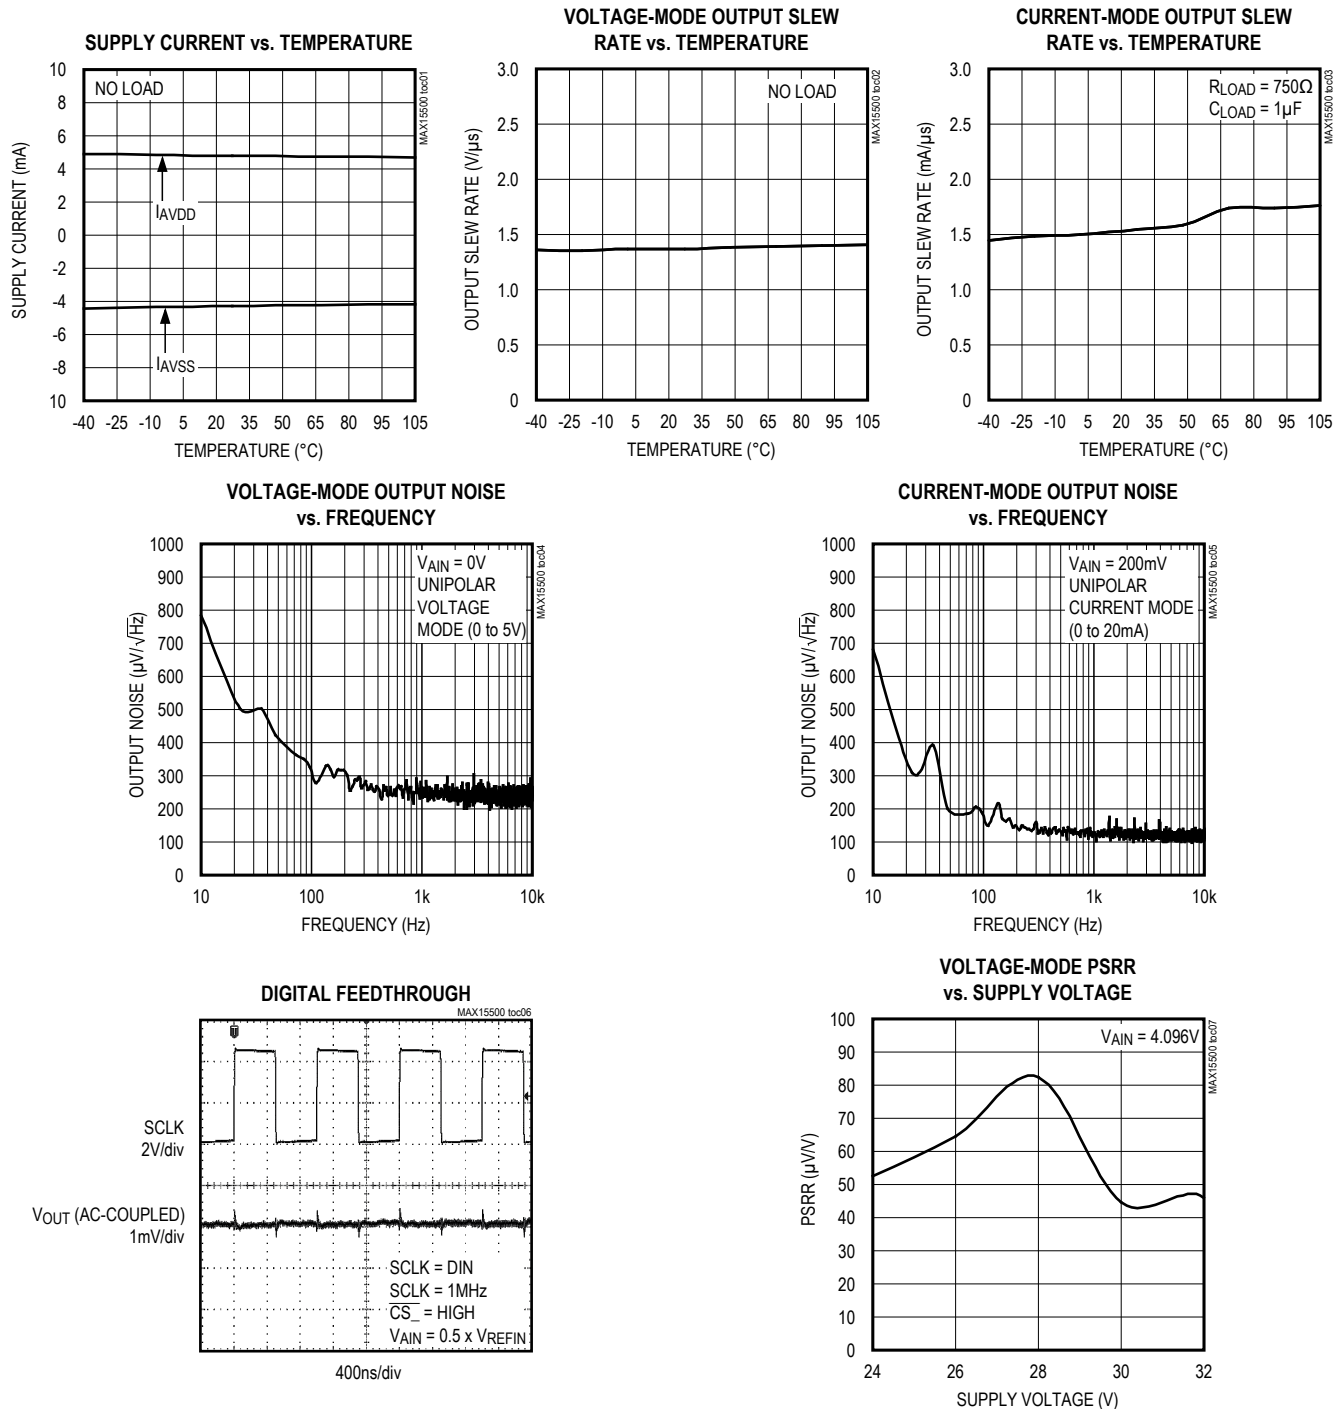 SUPPLY CURRENT vs. TEMPERATURE
SUPPLY CURRENT (mA)
10
8
6
4
2
0
-2
-4
-6
-8
10
NO LOAD
IAVDD
IAVSS
MAX15500 toc01
-40 -25 -10 5 20 35 50 65 95 105
TEMPERATURE (°C)
VOLTAGE-MODE OUTPUT SLEW
RATE vs. TEMPERATURE
OUTPUT SLEW RATE (V/µs)
3.0
2.5
2.0
1.5
1.0
0.5
0
NO LOAD
MAX15500 toc02
-40 -25 -10 5 20 35 50 65 95 105
TEMPERATURE (°C)
CURRENT-MODE OUTPUT SLEW
RATE vs. TEMPERATURE
OUTPUT SLEW RATE (mA/µs)
3.0
2.5
2.0
1.5
1.0
0.5
0
RLOAD = 750Ω
CLOAD = 1µF
MAX15500 toc03
-40 -25 -10 5 20 35 50 65 80 95 105
TEMPERATURE (°C)
VOLTAGE-MODE OUTPUT NOISE
vs. FREQUENCY
OUTPUT NOISE (µV/√Hz)
1000
900
800
700
600
500
400
300
200
100
0
VAIN = 0V
UNIPOLAR
VOLTAGE
MODE (0 to 5V)
MAX15500 toc04
10 100 1k 10k
FREQUENCY (Hz)
CURRENT-MODE OUTPUT NOISE
vs. FREQUENCY
OUTPUT NOISE (µV/√Hz)
1000
900
800
700
600
500
400
300
200
100
0
VAIN = 200mV
UNIPOLAR
CURRENT MODE
(0 to 20mA)
MAX15500 toc05
10 100 1k 10k
FREQUENCY (Hz)
DIGITAL FEEDTHROUGH
MAX15500 toc06
SCLK
2V/div
VOUT (AC-COUPLED)
1mV/div
SCLK = DIN
SCLK = 1MHz
C̅S̅_̅ = HIGH
VAIN = 0.5 x VREFIN
400ns/div
VOLTAGE-MODE PSRR
vs. SUPPLY VOLTAGE
PSRR (µV/V)
100
90
80
70
60
50
40
30
20
10
0
VAIN = 4.096V
MAX15500 toc07
24 26 28 30 32
SUPPLY VOLTAGE (V)